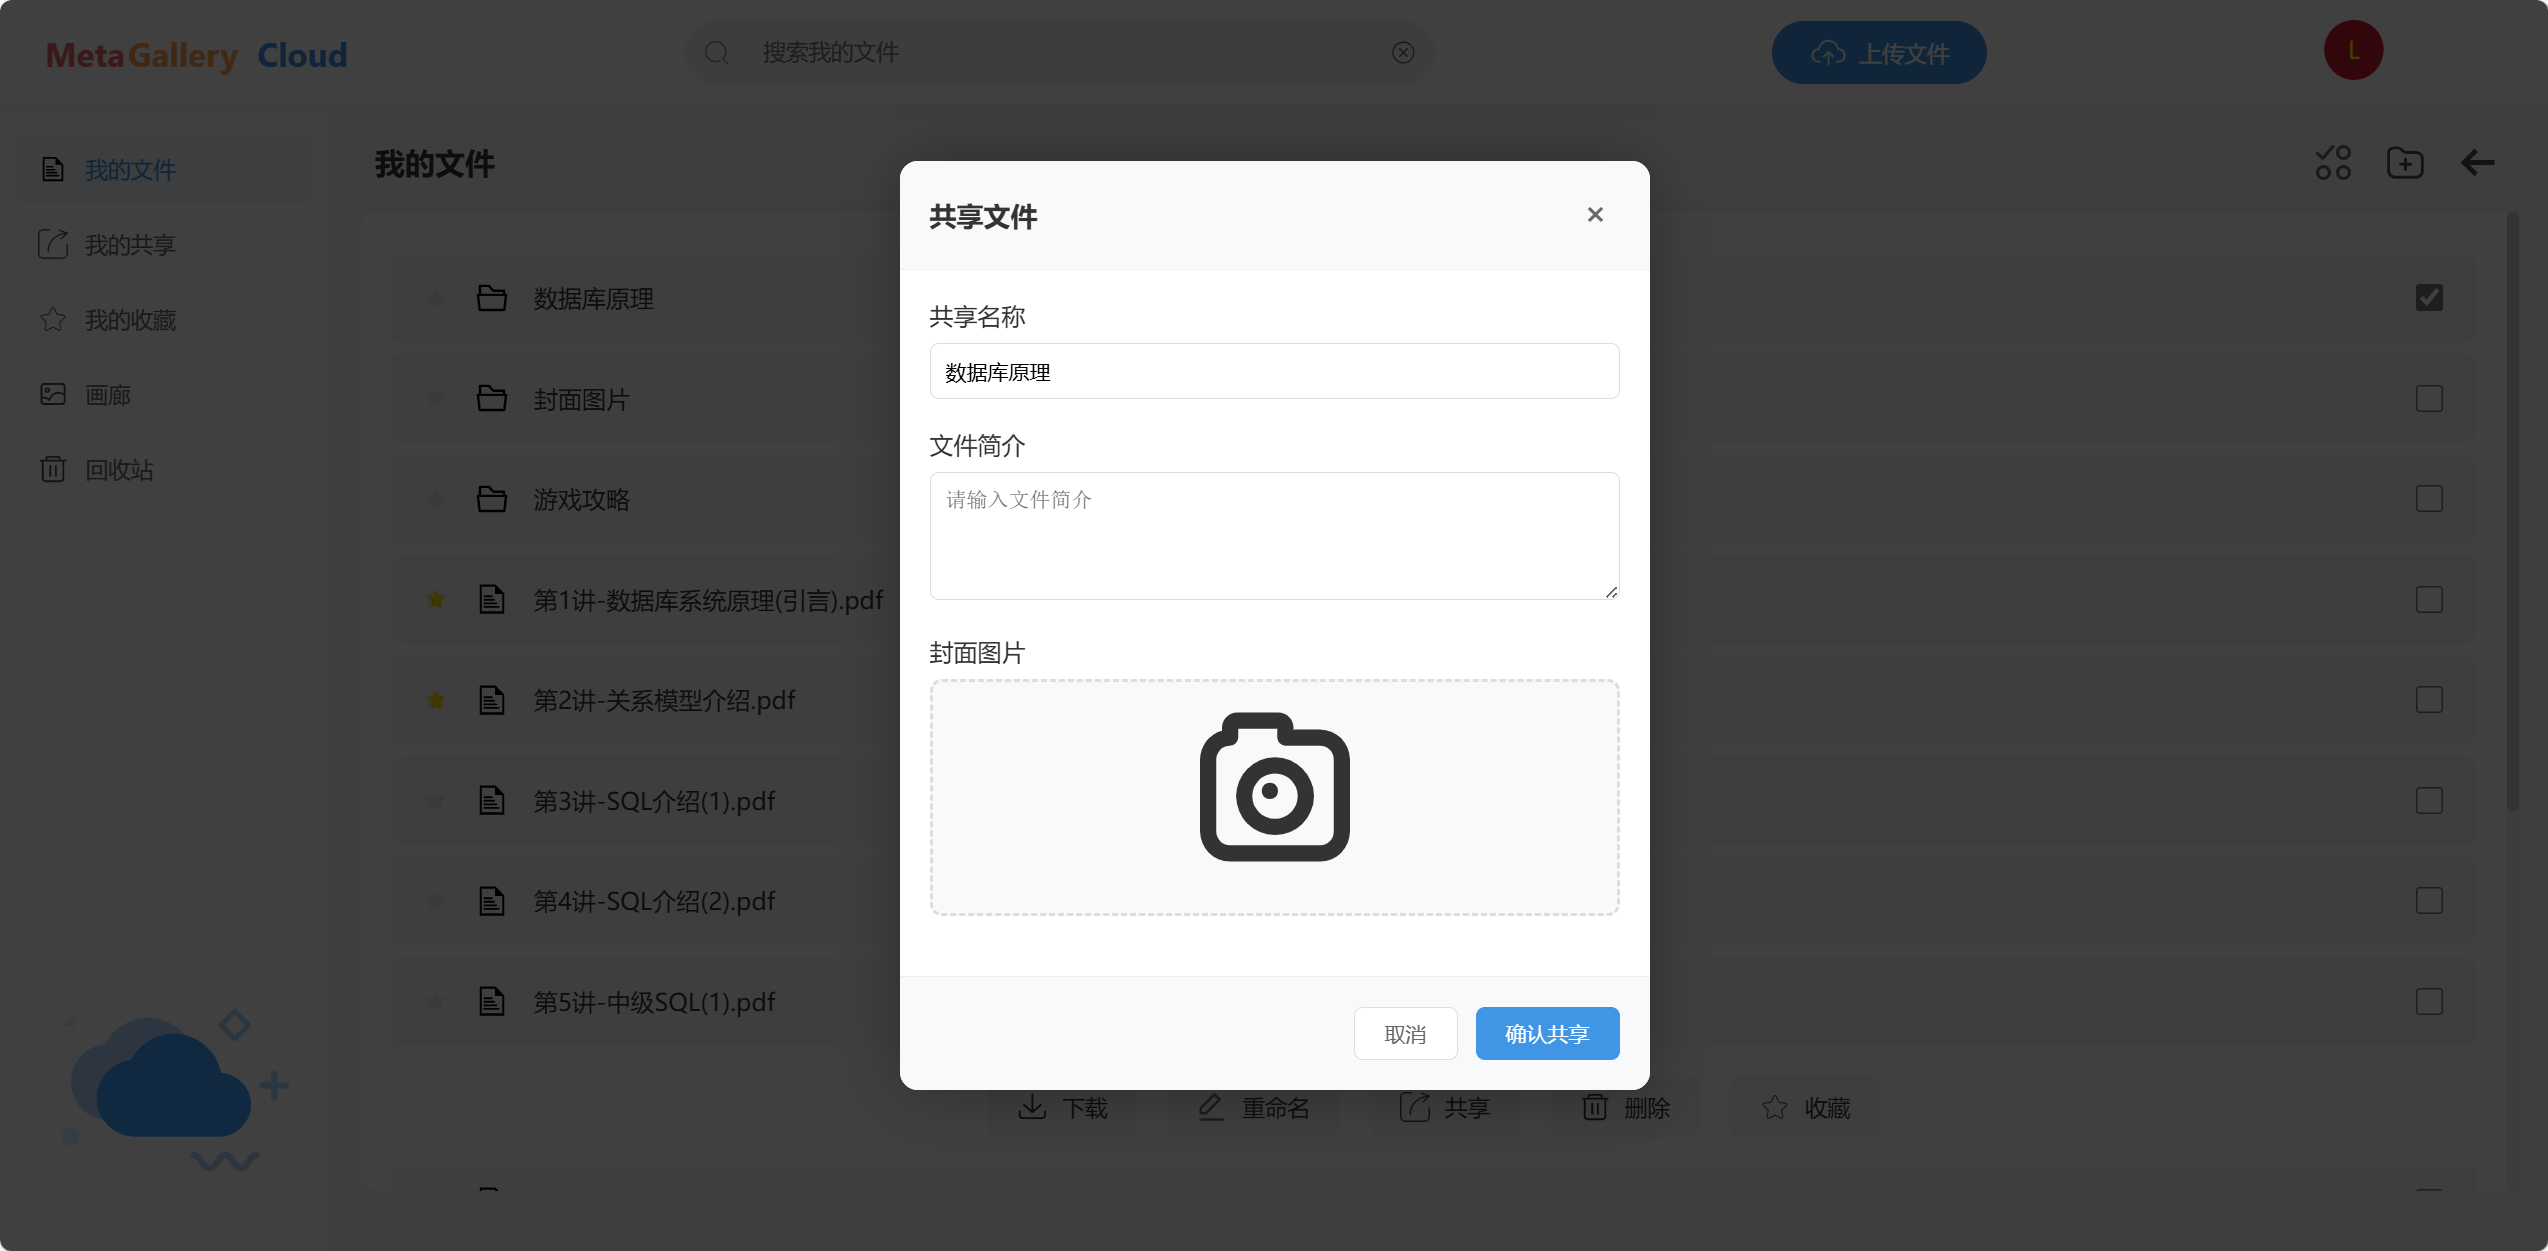 MetaGallery Cloud
搜索我的文件
上传文件
L
我的文件
我的共享
我的收藏
画廊
回收站
我的文件
数据库原理
封面图片
游戏攻略
第1讲-数据库系统原理(引言).pdf
第2讲-关系模型介绍.pdf
第3讲-SQL介绍(1).pdf
第4讲-SQL介绍(2).pdf
第5讲-中级SQL(1).pdf
共享文件
共享名称
数据库原理
文件简介
请输入文件简介
封面图片
取消
确认共享
下载
重命名
共享
删除
收藏